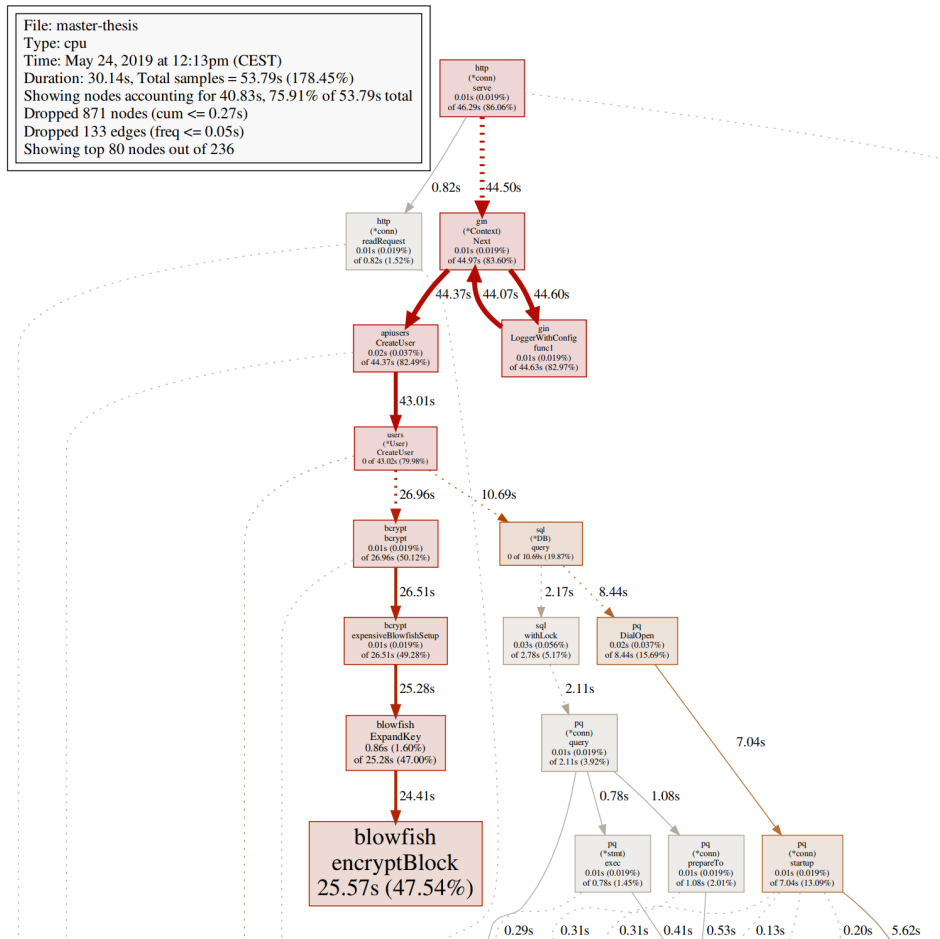 File: master-thesis
Type: cpu
Time: May 24, 2019 at 12:13pm (CEST)
Duration: 30.14s, Total samples = 53.79s (178.45%)
Showing nodes accounting for 40.83s, 75.91% of 53.79s total
Dropped 871 nodes (cum <= 0.27s)
Dropped 133 edges (freq <= 0.05s)
Showing top 80 nodes out of 236
http
(*conn)
serve
0.01s (0.019%)
of 46.29s (86.06%)
0.82s
44.50s
http
(*conn)
readRequest
0.01s (0.019%)
of 0.82s (1.52%)
gin
(*Context)
Next
0.01s (0.019%)
of 44.97s (83.60%)
44.37s
44.07s
44.60s
apiusers
CreateUser
0.02s (0.037%)
of 44.37s (82.49%)
gin
LoggerWithConfig
func1
0.01s (0.019%)
of 44.63s (82.97%)
43.01s
users
(*User)
CreateUser
0 of 43.02s (79.98%)
26.96s
10.69s
bcrypt
bcrypt
0.01s (0.019%)
of 26.96s (50.12%)
sql
(*DB)
query
0 of 10.69s (19.87%)
26.51s
2.17s
8.44s
bcrypt
expensiveBlowfishSetup
0.01s (0.019%)
of 26.51s (49.28%)
sql
withLock
0.03s (0.056%)
of 2.78s (5.17%)
pq
DialOpen
0.02s (0.037%)
of 8.44s (15.69%)
25.28s
2.11s
7.04s
blowfish
ExpandKey
0.86s (1.60%)
of 25.28s (47.00%)
pq
(*conn)
query
0.01s (0.019%)
of 2.11s (3.92%)
24.41s
0.78s
1.08s
blowfish
encryptBlock
25.57s (47.54%)
pq
(*stmt)
exec
0.01s (0.019%)
of 0.78s (1.45%)
pq
(*conn)
prepareTo
0.01s (0.019%)
of 1.08s (2.01%)
pq
(*conn)
startup
0.01s (0.019%)
of 7.04s (13.09%)
0.29s
0.31s
0.31s
0.41s
0.53s
0.13s
0.20s
5.62s